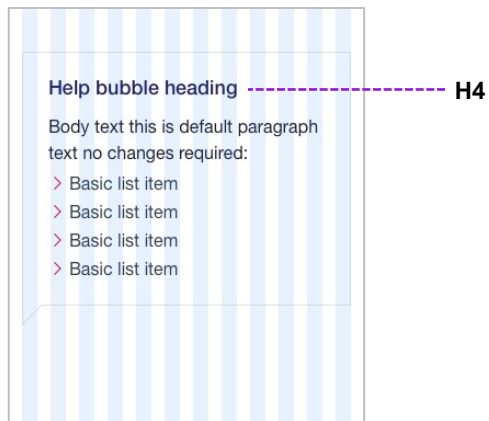 Help bubble heading
H4
Body text this is default paragraph
text no changes required:
Basic list item
Basic list item
Basic list item
Basic list item